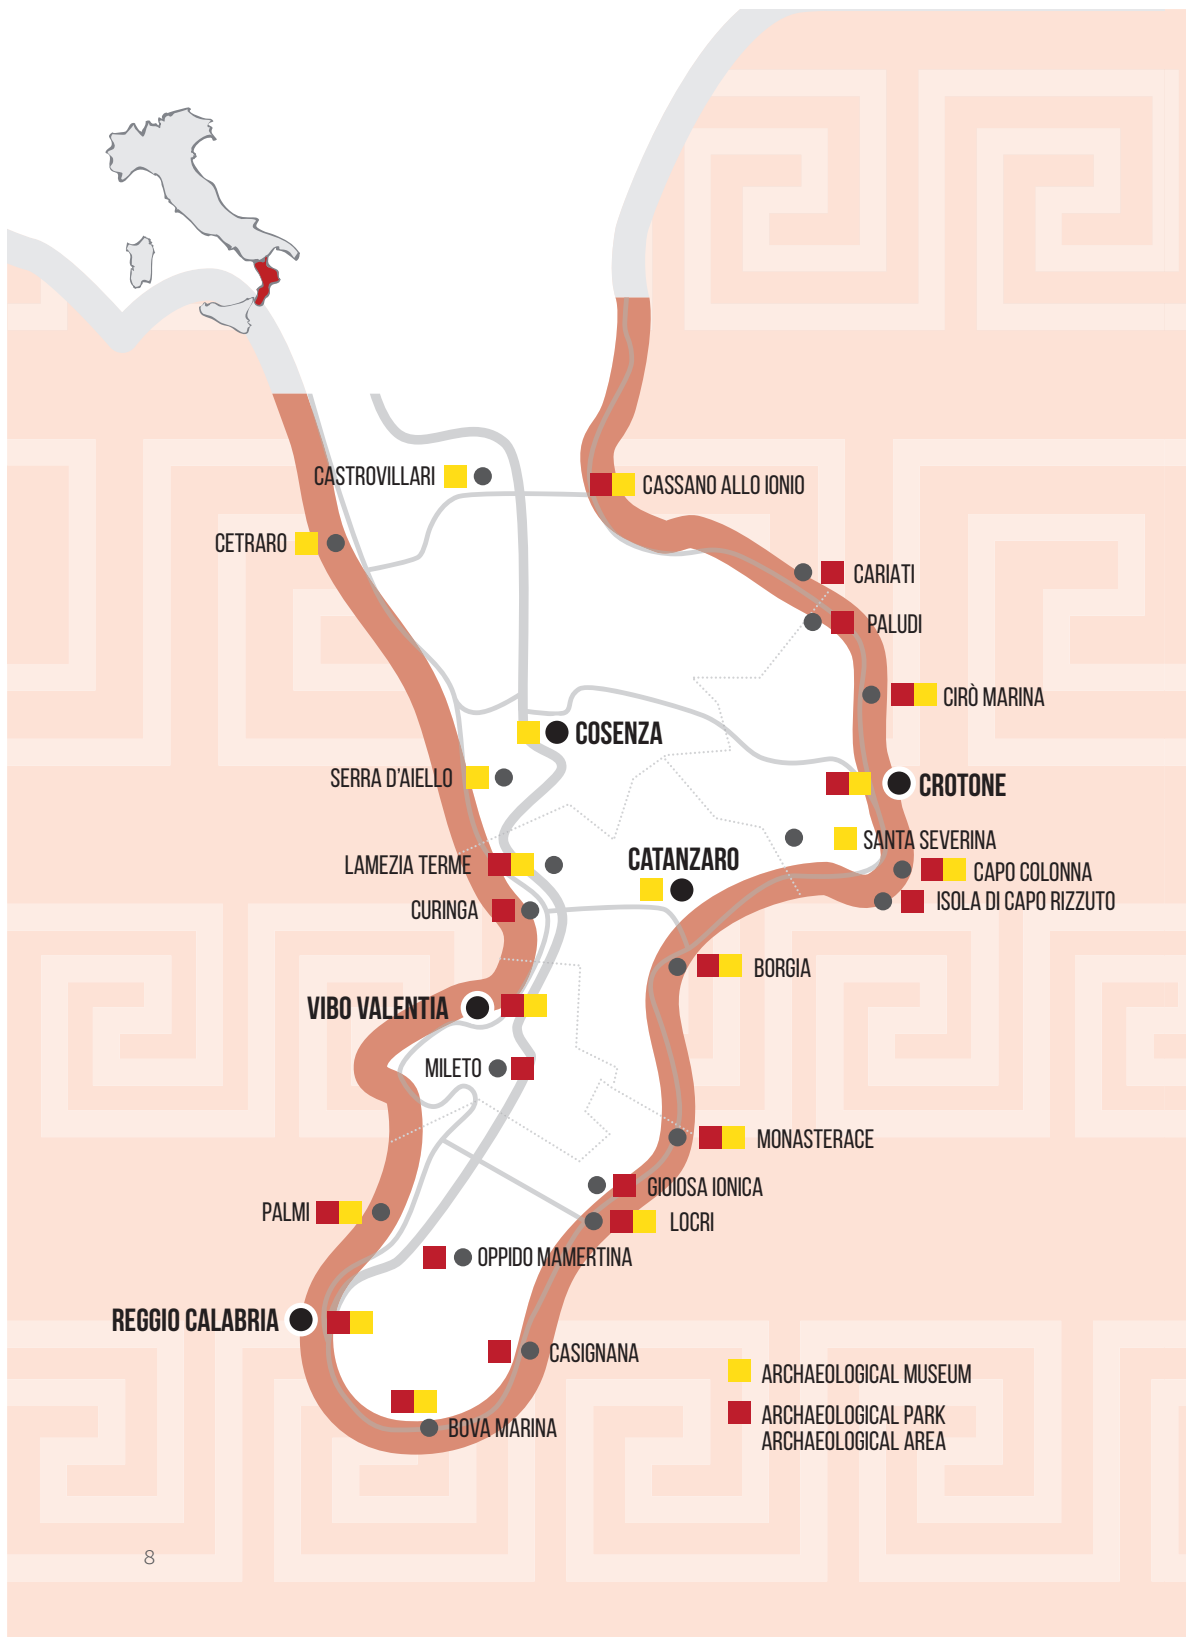 CASTROVILLARI
CASSANO ALLO IONIO
CETRARO
CARIATI
PALUDI
CIRÒ MARINA
COSENZA
SERRA D'AIELLO
CROTONE
SANTA SEVERINA
CATANZARO
LAMEZIA TERME
CAPO COLONNA
ISOLA DI CAPO RIZZUTO
CURINGA
BORGIA
VIBO VALENTIA
MILETO
MONASTERACE
GIOIOSA IONICA
PALMI
LOCRI
OPPIDO MAMERTINA
REGGIO CALABRIA
CASIGNANA
BOVA MARINA
ARCHAEOLOGICAL MUSEUM
ARCHAEOLOGICAL PARK
ARCHAEOLOGICAL AREA
8